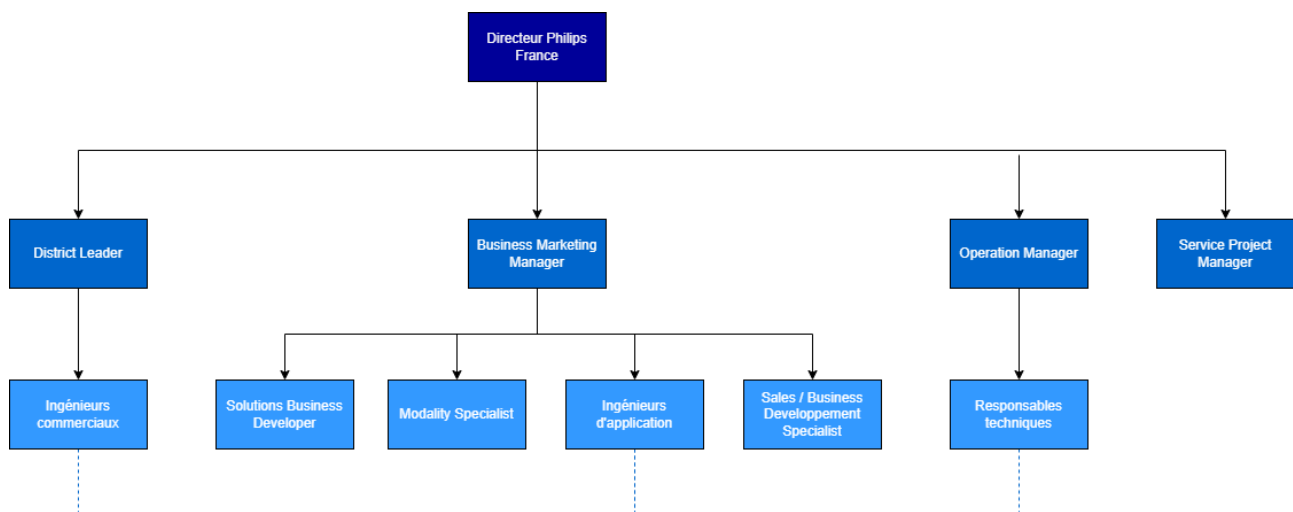 Directeur Philips
France
District Leader
Business Marketing
Manager
Operation Manager
Service Project
Manager
Ingénieurs
commerciaux
Solutions Business
Developer
Modality Specialist
Ingénieurs
d'application
Sales / Business
Developpement
Specialist
Responsables
techniques